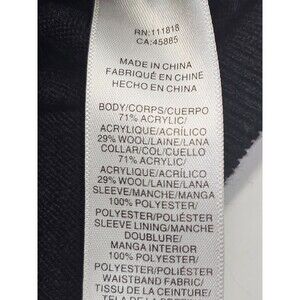 RN:111818
CA:45885
MADE IN CHINA
FABRIQUÉ EN CHINE
HECHO EN CHINA
BODY/CORPS/CUERPO
71% ACRYLIC/
ACRYLIQUE/ACRÍLICO
29% WOOL/LAINE/LANA
COLLAR/COL/CUELLO
71% ACRYLIC/
ACRYLIQUE/ACRÍLICO
29% WOOL/LAINE/LANA
SLEEVE/MANCHE/MANGA
100% POLYESTER/
POLYESTER/POLIÉSTER
SLEEVE LINING/MANCHE
DOUBLURE/
MANGA INTERIOR
100% POLYESTER/
POLYESTER/POLIÉSTER
WAISTBAND FABRIC/
TISSU DE LA CEINTURE/
TELA DE LA